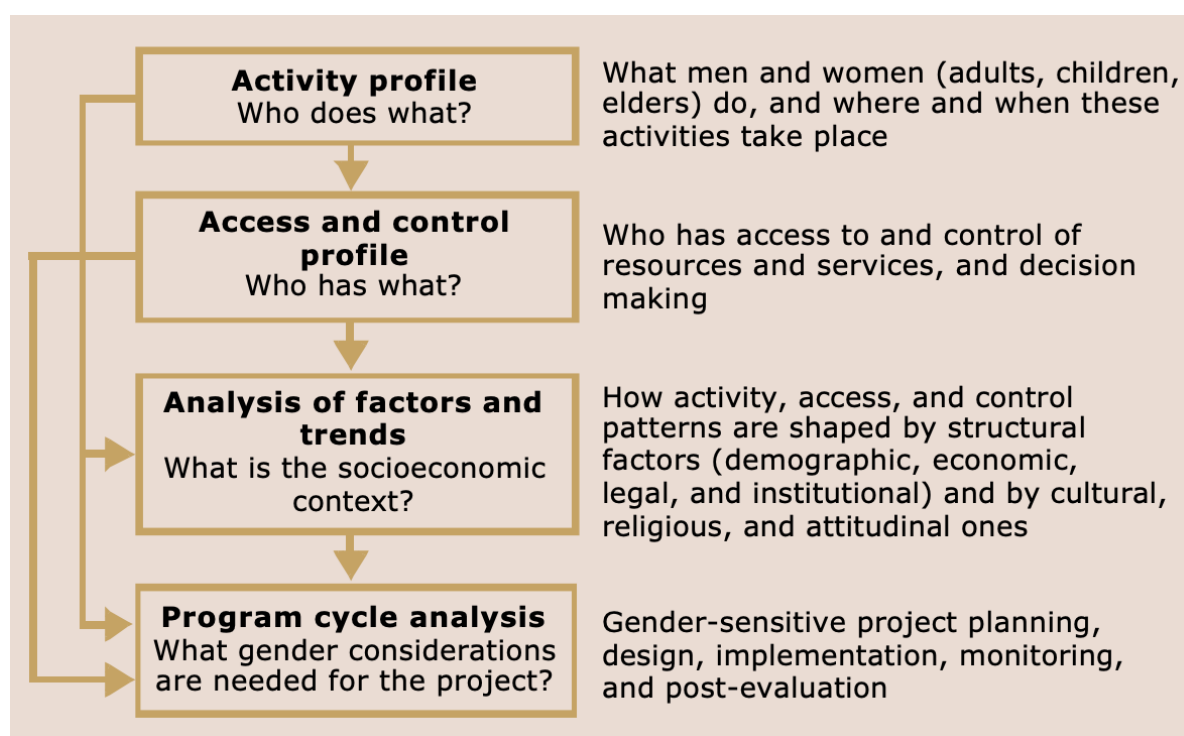 Activity profile
Who does what?
What men and women (adults, children,
elders) do, and where and when these
activities take place
Access and control
profile
Who has what?
Who has access to and control of
resources and services, and decision
making
Analysis of factors and
trends
What is the socioeconomic
context?
How activity, access, and control
patterns are shaped by structural
factors (demographic, economic,
legal, and institutional) and by cultural,
religious, and attitudinal ones
Program cycle analysis
What gender considerations
are needed for the project?
Gender-sensitive project planning,
design, implementation, monitoring,
and post-evaluation